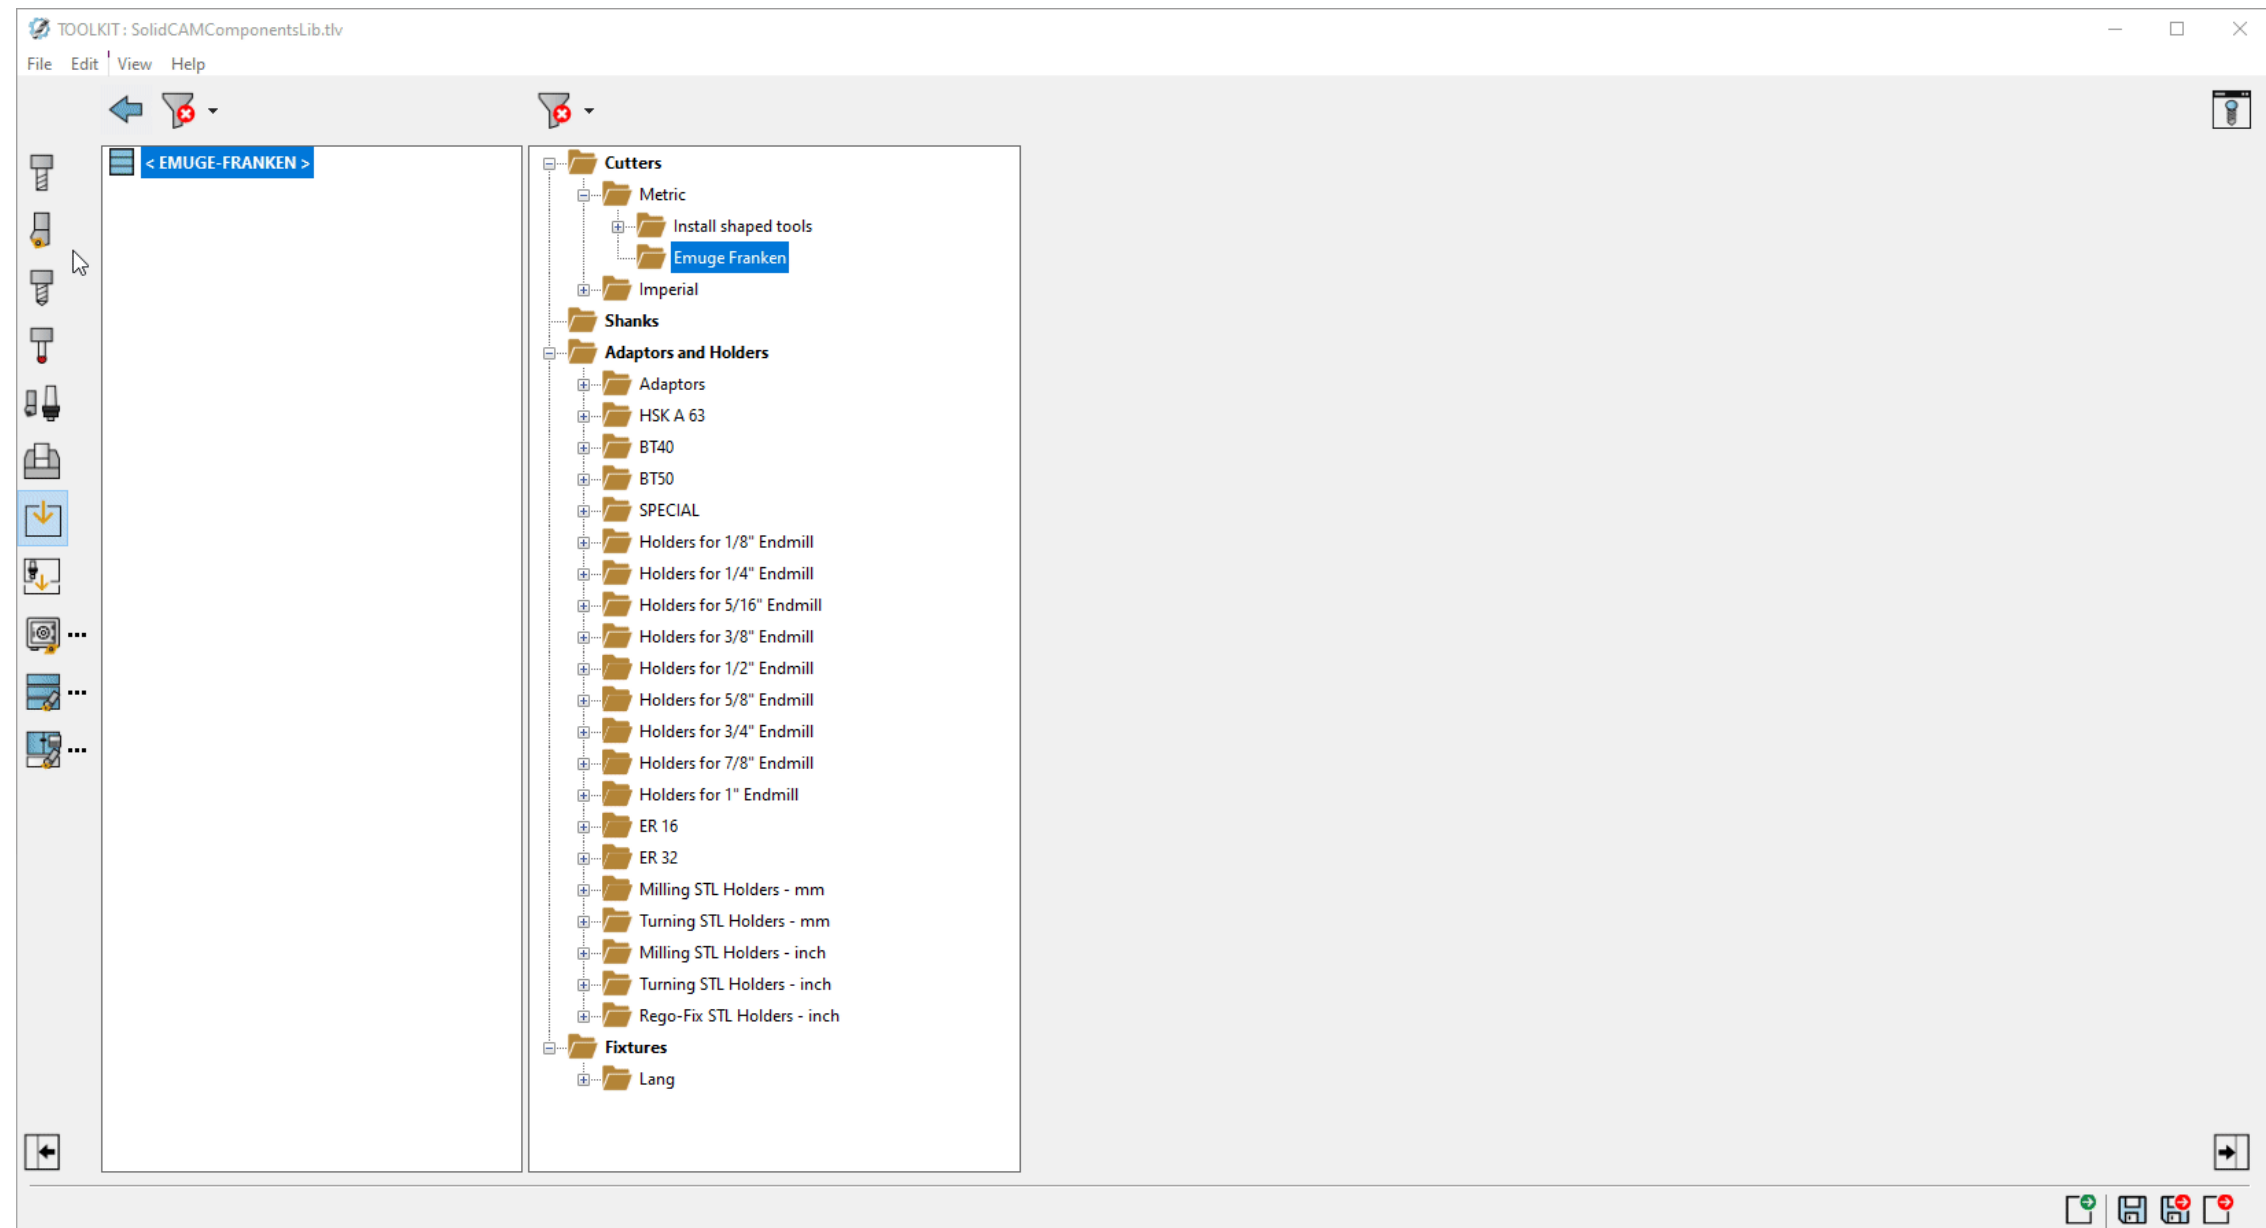 TOOLKIT : SolidCAMComponentsLib.tlv
File Edit View Help
< EMUGE-FRANKEN >
Cutters
Metric
Install shaped tools
Emuge Franken
Imperial
Shanks
Adaptors and Holders
Adaptors
HSK A 63
BT40
BT50
SPECIAL
Holders for 1/8" Endmill
Holders for 1/4" Endmill
Holders for 5/16" Endmill
Holders for 3/8" Endmill
Holders for 1/2" Endmill
Holders for 5/8" Endmill
Holders for 3/4" Endmill
Holders for 7/8" Endmill
Holders for 1" Endmill
ER 16
ER 32
Milling STL Holders - mm
Turning STL Holders - mm
Milling STL Holders - inch
Turning STL Holders - inch
Rego-Fix STL Holders - inch
Fixtures
Lang